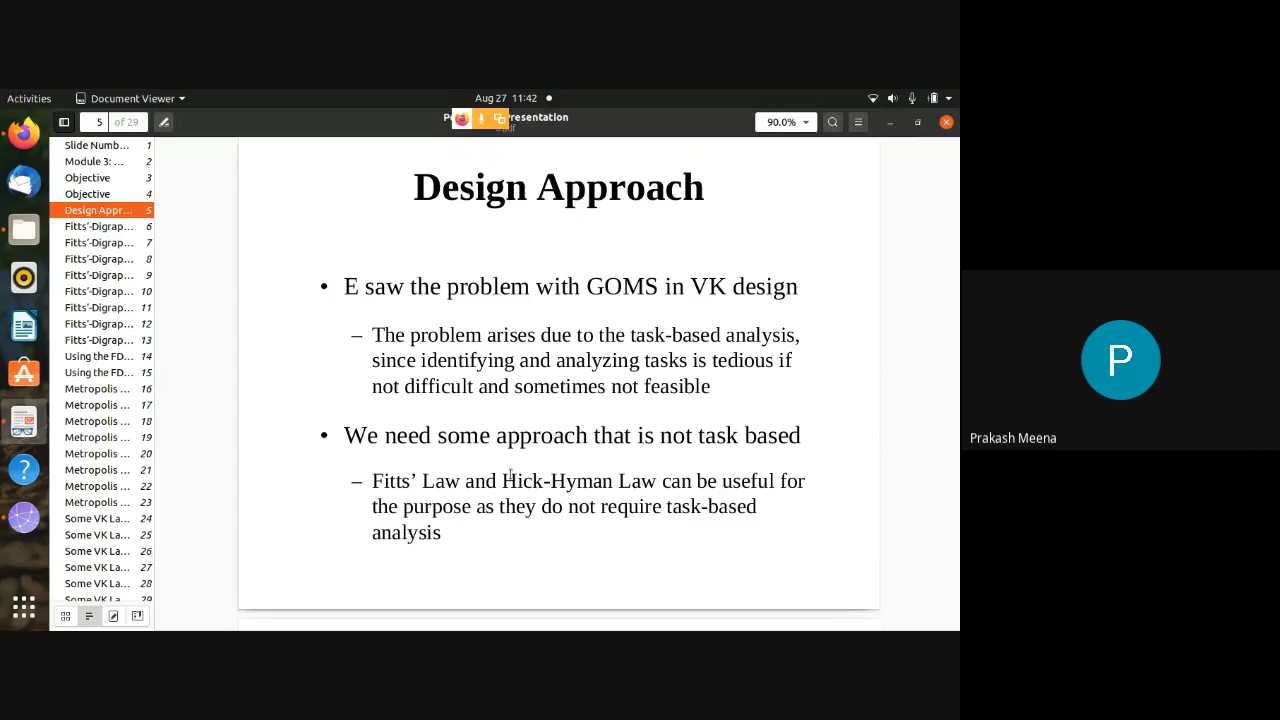 Activities
Document Viewer
Aug 27 11:42
5
of 29
Presentation
90.0%
Slide Numb... 1
Module 3: ... 2
Objective 3
Objective 4
Design Appr... 5
Fitts'-Digrap... 6
Fitts'-Digrap... 7
Fitts'-Digrap... 8
Fitts'-Digrap... 9
Fitts'-Digrap... 10
Fitts'-Digrap... 11
Fitts'-Digrap... 12
Fitts'-Digrap... 13
Using the FD... 14
Using the FD... 15
Metropolis ... 16
Metropolis ... 17
Metropolis ... 18
Metropolis ... 19
Metropolis ... 20
Metropolis ... 21
Metropolis ... 22
Metropolis ... 23
Some VK La... 24
Some VK La... 25
Some VK La... 26
Some VK La... 27
Some VK La... 28
Some VK La... 29
Design Approach
• E saw the problem with GOMS in VK design
– The problem arises due to the task-based analysis,
since identifying and analyzing tasks is tedious if
not difficult and sometimes not feasible
• We need some approach that is not task based
– Fitts' Law and Hick-Hyman Law can be useful for
the purpose as they do not require task-based
analysis
P
Prakash Meena